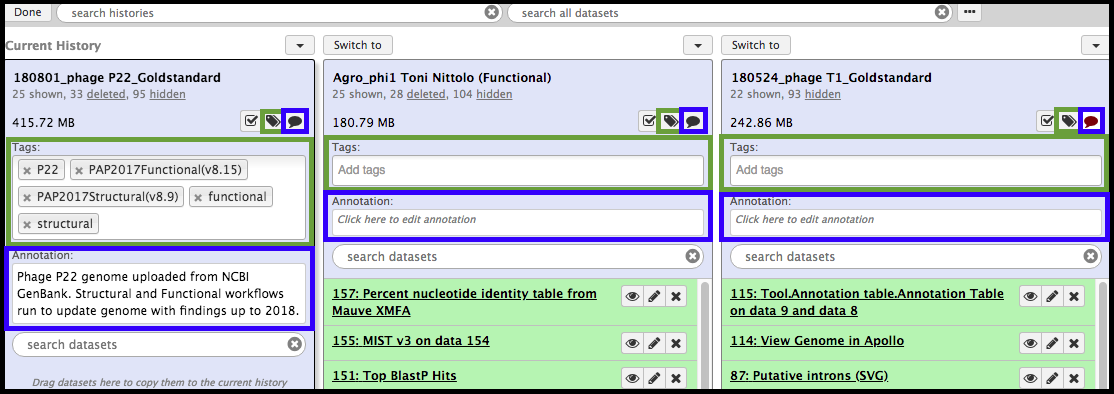 Done
search histories
search all datasets
...
Current History
180801_phage P22_Goldstandard
25 shown, 33 deleted, 95 hidden
415.72 MB
Tags:
P22
PAP2017Functional(v8.15)
PAP2017Structural(v8.9)
functional
structural
Annotation:
Phage P22 genome uploaded from NCBI
GenBank. Structural and Functional workflows
run to update genome with findings up to 2018.
search datasets
Drag datasets here to copy them to the current history
Switch to
Agro_phi1 Toni Nittolo (Functional)
25 shown, 28 deleted, 104 hidden
180.79 MB
Tags:
Add tags
Annotation:
Click here to edit annotation
search datasets
157: Percent nucleotide identity table from
Mauve XMFA
155: MIST v3 on data 154
151: Top BlastP Hits
Switch to
180524_phage T1_Goldstandard
22 shown, 93 hidden
242.86 MB
Tags:
Add tags
Annotation:
Click here to edit annotation
search datasets
115: Tool.Annotation table.Annotation Table
on data 9 and data 8
114: View Genome in Apollo
87: Putative introns (SVG)